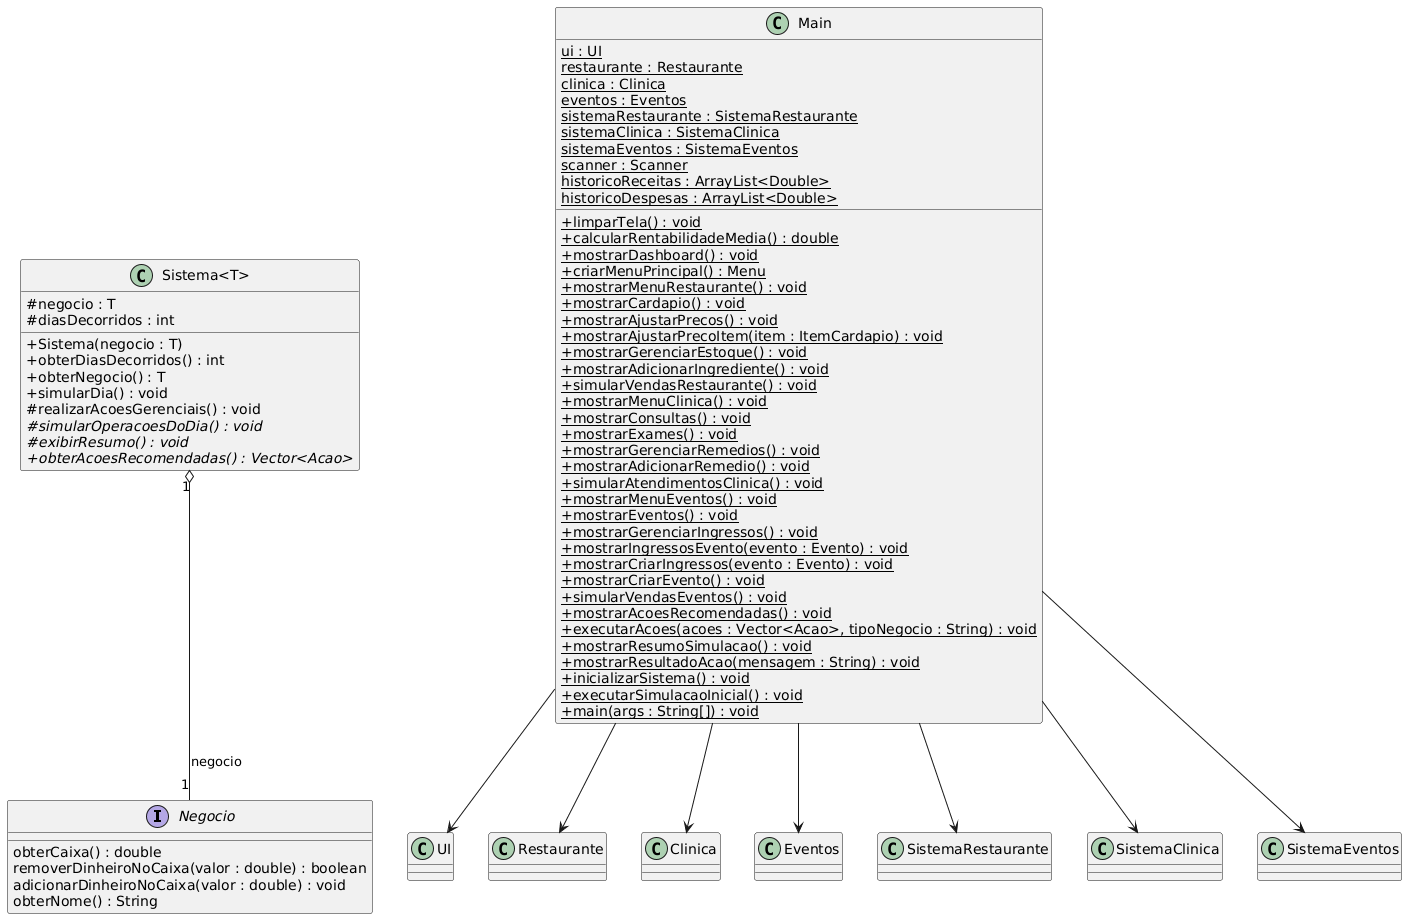 C Main
ui : UI
restaurante : Restaurante
clinica : Clinica
eventos : Eventos
sistemaRestaurante : SistemaRestaurante
sistemaClinica : SistemaClinica
sistemaEventos : SistemaEventos
scanner : Scanner
historicoReceitas : ArrayList<Double>
historicoDespesas : ArrayList<Double>
+limparTela() : void
+calcularRentabilidadeMedia() : double
+mostrarDashboard() : void
+criarMenuPrincipal() : Menu
+mostrarMenuRestaurante() : void
+mostrarCardapio() : void
+mostrarAjustarPrecos() : void
+mostrarAjustarPrecoItem(item : ItemCardapio) : void
+mostrarGerenciarEstoque() : void
+mostrarAdicionarIngrediente() : void
+simularVendasRestaurante() : void
+mostrarMenuClinica() : void
+mostrarConsultas() : void
+mostrarExames() : void
+mostrarGerenciarRemedios() : void
+mostrarAdicionarRemedio() : void
+simularAtendimentosClinica() : void
+mostrarMenuEventos() : void
+mostrarEventos() : void
+mostrarGerenciarIngressos() : void
+mostrarIngressosEvento(evento : Evento) : void
+mostrarCriarIngressos(evento : Evento) : void
+mostrarCriarEvento() : void
+simularVendasEventos() : void
+mostrarAcoesRecomendadas() : void
+executarAcoes(acoes : Vector<Acao>, tipoNegocio : String) : void
+mostrarResumoSimulacao() : void
+mostrarResultadoAcao(mensagem : String) : void
+inicializarSistema() : void
+executarSimulacaoInicial() : void
+main(args : String[]) : void
C Sistema<T>
#negocio : T
#diasDecorridos : int
+Sistema(negocio : T)
+obterDiasDecorridos() : int
+obterNegocio() : T
+simularDia() : void
#realizarAcoesGerenciais() : void
#simularOperacoesDoDia() : void
#exibirResumo() : void
+obterAcoesRecomendadas() : Vector<Acao>
1
negocio
1
I Negocio
obterCaixa() : double
removerDinheiroNoCaixa(valor : double) : boolean
adicionarDinheiroNoCaixa(valor : double) : void
obterNome() : String
C UI
C Restaurante
C Clinica
C Eventos
C SistemaRestaurante
C SistemaClinica
C SistemaEventos